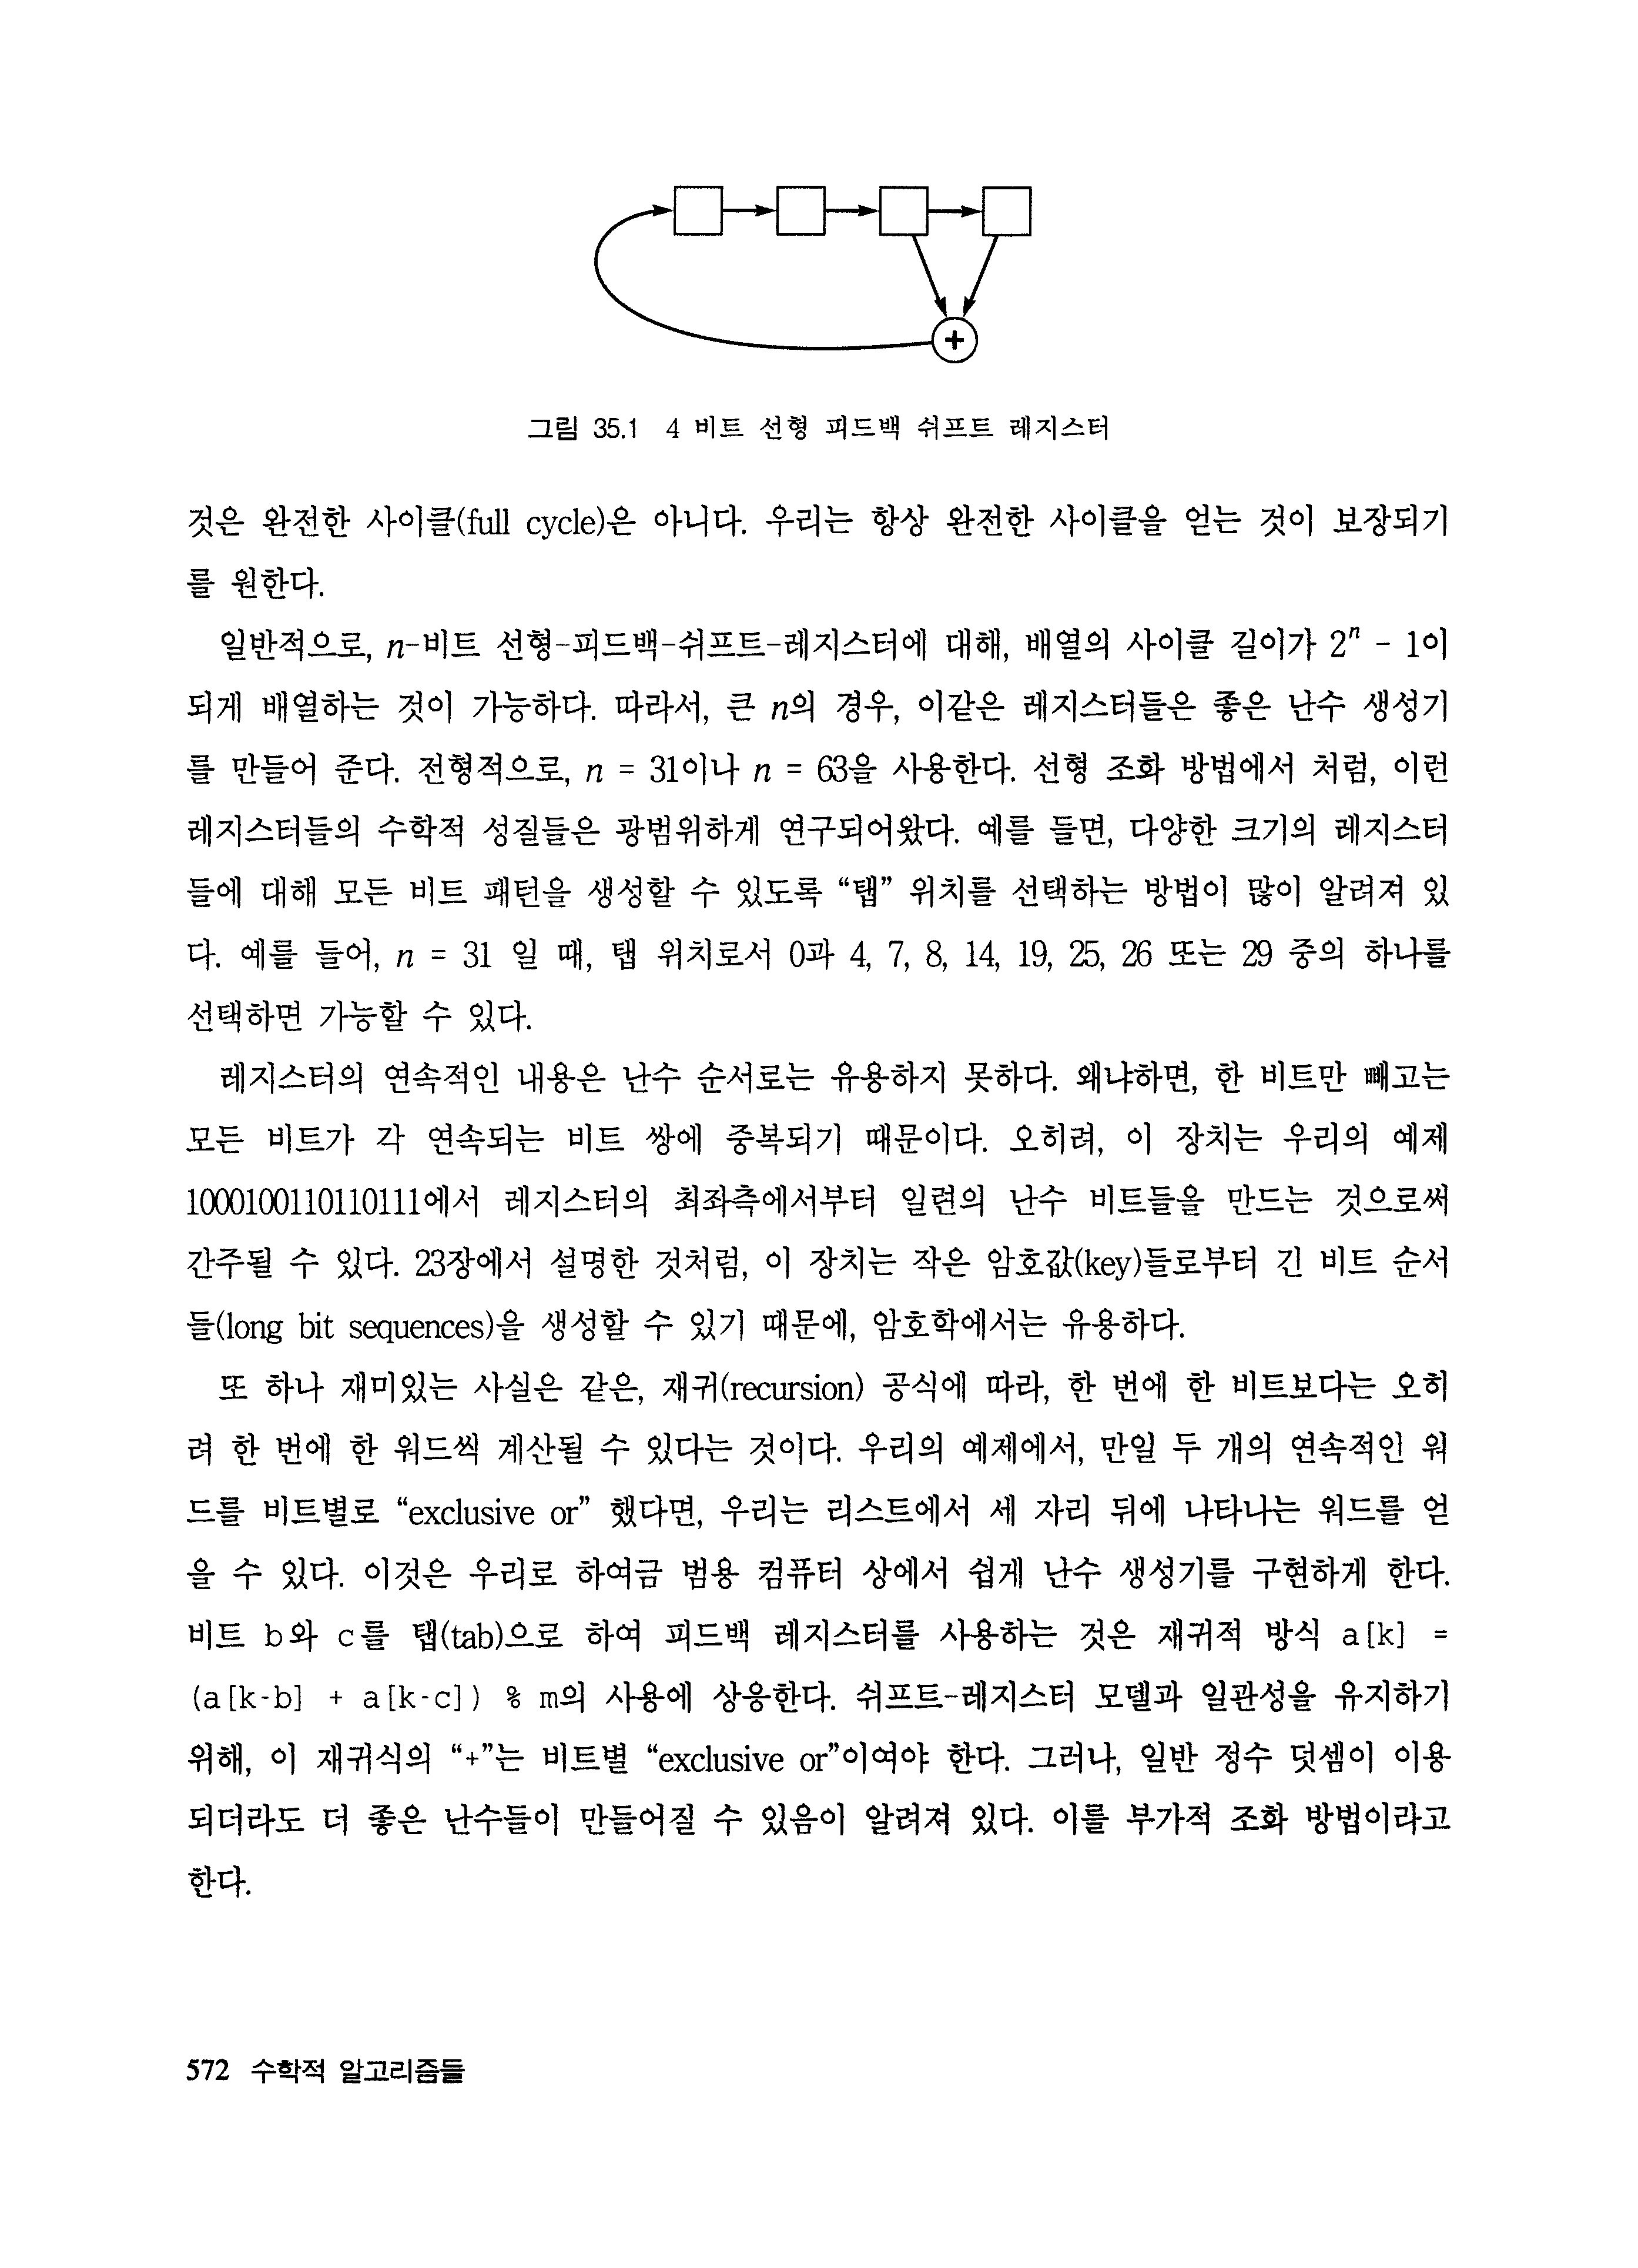 +
그림 35.1 4 비트 선형 피드백 쉬프트 레지스터
것은 완전한 사이클(full cycle)은 아니다. 우리는 항상 완전한 사이클을 얻는 것이 보장되기
를 원한다.
일반적으로, n-비트 선형-피드백-쉬프트-레지스터에 대해, 배열의 사이클 길이가 2ⁿ - 1이
되게 배열하는 것이 가능하다. 따라서, 큰 n의 경우, 이같은 레지스터들은 좋은 난수 생성기
를 만들어 준다. 전형적으로, n = 31이나 n = 63을 사용한다. 선형 조화 방법에서 처럼, 이런
레지스터들의 수학적 성질들은 광범위하게 연구되어왔다. 예를 들면, 다양한 크기의 레지스터
들에 대해 모든 비트 패턴을 생성할 수 있도록 “탭” 위치를 선택하는 방법이 많이 알려져 있
다. 예를 들어, n = 31 일 때, 탭 위치로서 0과 4, 7, 8, 14, 19, 25, 26 또는 29 중의 하나를
선택하면 가능할 수 있다.
레지스터의 연속적인 내용은 난수 순서로는 유용하지 못하다. 왜냐하면, 한 비트만 빼고는
모든 비트가 각 연속되는 비트 쌍에 중복되기 때문이다. 오히려, 이 장치는 우리의 예제
1000100110110111에서 레지스터의 최좌측에서부터 일련의 난수 비트들을 만드는 것으로써
간주될 수 있다. 23장에서 설명한 것처럼, 이 장치는 작은 암호값(key)들로부터 긴 비트 순서
들(long bit sequences)을 생성할 수 있기 때문에, 암호학에서는 유용하다.
또 하나 재미있는 사실은 같은, 재귀(recursion) 공식에 따라, 한 번에 한 비트보다는 오히
려 한 번에 한 워드씩 계산될 수 있다는 것이다. 우리의 예제에서, 만일 두 개의 연속적인 워
드를 비트별로 “exclusive or” 했다면, 우리는 리스트에서 세 자리 뒤에 나타나는 워드를 얻
을 수 있다. 이것은 우리로 하여금 범용 컴퓨터 상에서 쉽게 난수 생성기를 구현하게 한다.
비트 b와 c를 탭(tab)으로 하여 피드백 레지스터를 사용하는 것은 재귀적 방식 a[k] =
(a[k-b] + a[k-c]) % m의 사용에 상응한다. 쉬프트-레지스터 모델과 일관성을 유지하기
위해, 이 재귀식의 “+”는 비트별 “exclusive or”이여야 한다. 그러나, 일반 정수 덧셈이 이용
되더라도 더 좋은 난수들이 만들어질 수 있음이 알려져 있다. 이를 부가적 조화 방법이라고
한다.
572 수학적 알고리즘들